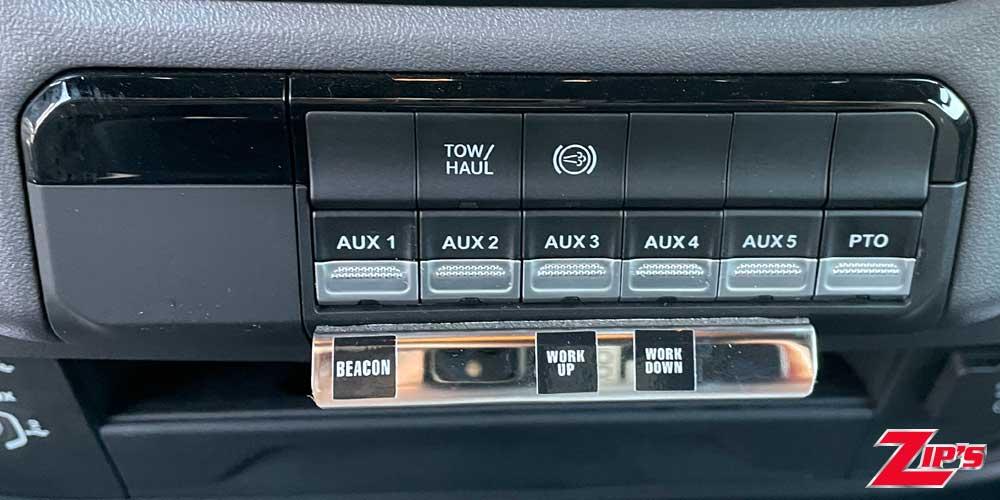 TOW/
HAUL
AUX 1 AUX 2 AUX 3 AUX 4 AUX 5 PTO
BEACON
WORK
UP
WORK
DOWN
ZIP'S